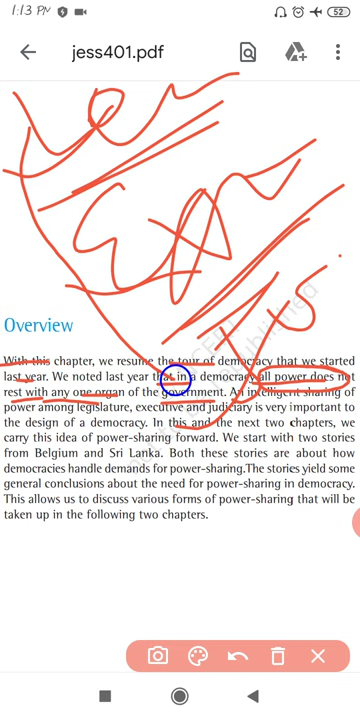 1:13 PM
52
jess401.pdf
Overview
With this chapter, we resume the tour of democracy that we started
last year. We noted last year that in a democracy all power does not
rest with any one organ of the government. An intelligent sharing of
power among legislature, executive and judiciary is very important to
the design of a democracy. In this and the next two chapters, we
carry this idea of power-sharing forward. We start with two stories
from Belgium and Sri Lanka. Both these stories are about how
democracies handle demands for power-sharing.The stories yield some
general conclusions about the need for power-sharing in democracy.
This allows us to discuss various forms of power-sharing that will be
taken up in the following two chapters.